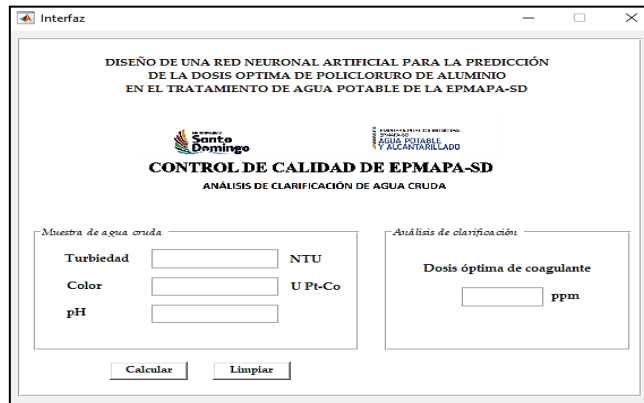 Interfaz
DISEÑO DE UNA RED NEURONAL ARTIFICIAL PARA LA PREDICCIÓN
DE LA DOSIS OPTIMA DE POLICLORURO DE ALUMINIO
EN EL TRATAMIENTO DE AGUA POTABLE DE LA EPMAPA-SD
Santo
Domingo
AGUA POTABLE
Y ALCANTARILLADO
CONTROL DE CALIDAD DE EPMAPA-SD
ANÁLISIS DE CLARIFICACIÓN DE AGUA CRUDA
Muestra de agua cruda
Turbiedad NTU
Color U Pt-Co
pH
Análisis de clarificación
Dosis óptima de coagulante
ppm
Calcular Limpiar